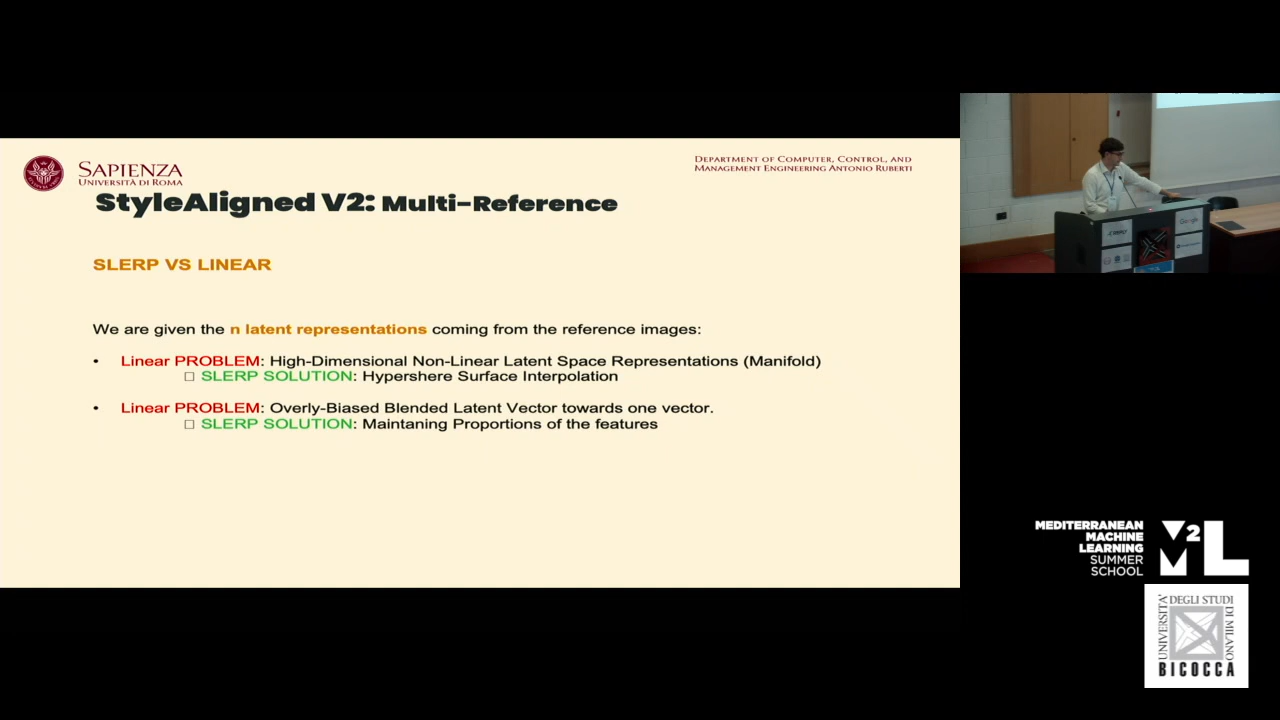 SAPIENZA
UNIVERSITÀ DI ROMA
DEPARTMENT OF COMPUTER, CONTROL, AND
MANAGEMENT ENGINEERING ANTONIO RUBERTI
StyleAligned V2: Multi-Reference
SLERP VS LINEAR
We are given the n latent representations coming from the reference images:
• Linear PROBLEM: High-Dimensional Non-Linear Latent Space Representations (Manifold)
□ SLERP SOLUTION: Hypershere Surface Interpolation
• Linear PROBLEM: Overly-Biased Blended Latent Vector towards one vector.
□ SLERP SOLUTION: Maintaning Proportions of the features
Google
MEDITERRANEAN
MACHINE
LEARNING
SUMMER
SCHOOL
M2L
UNIVERSITA'
DEGLI STUDI
DI MILANO
BICOCCA